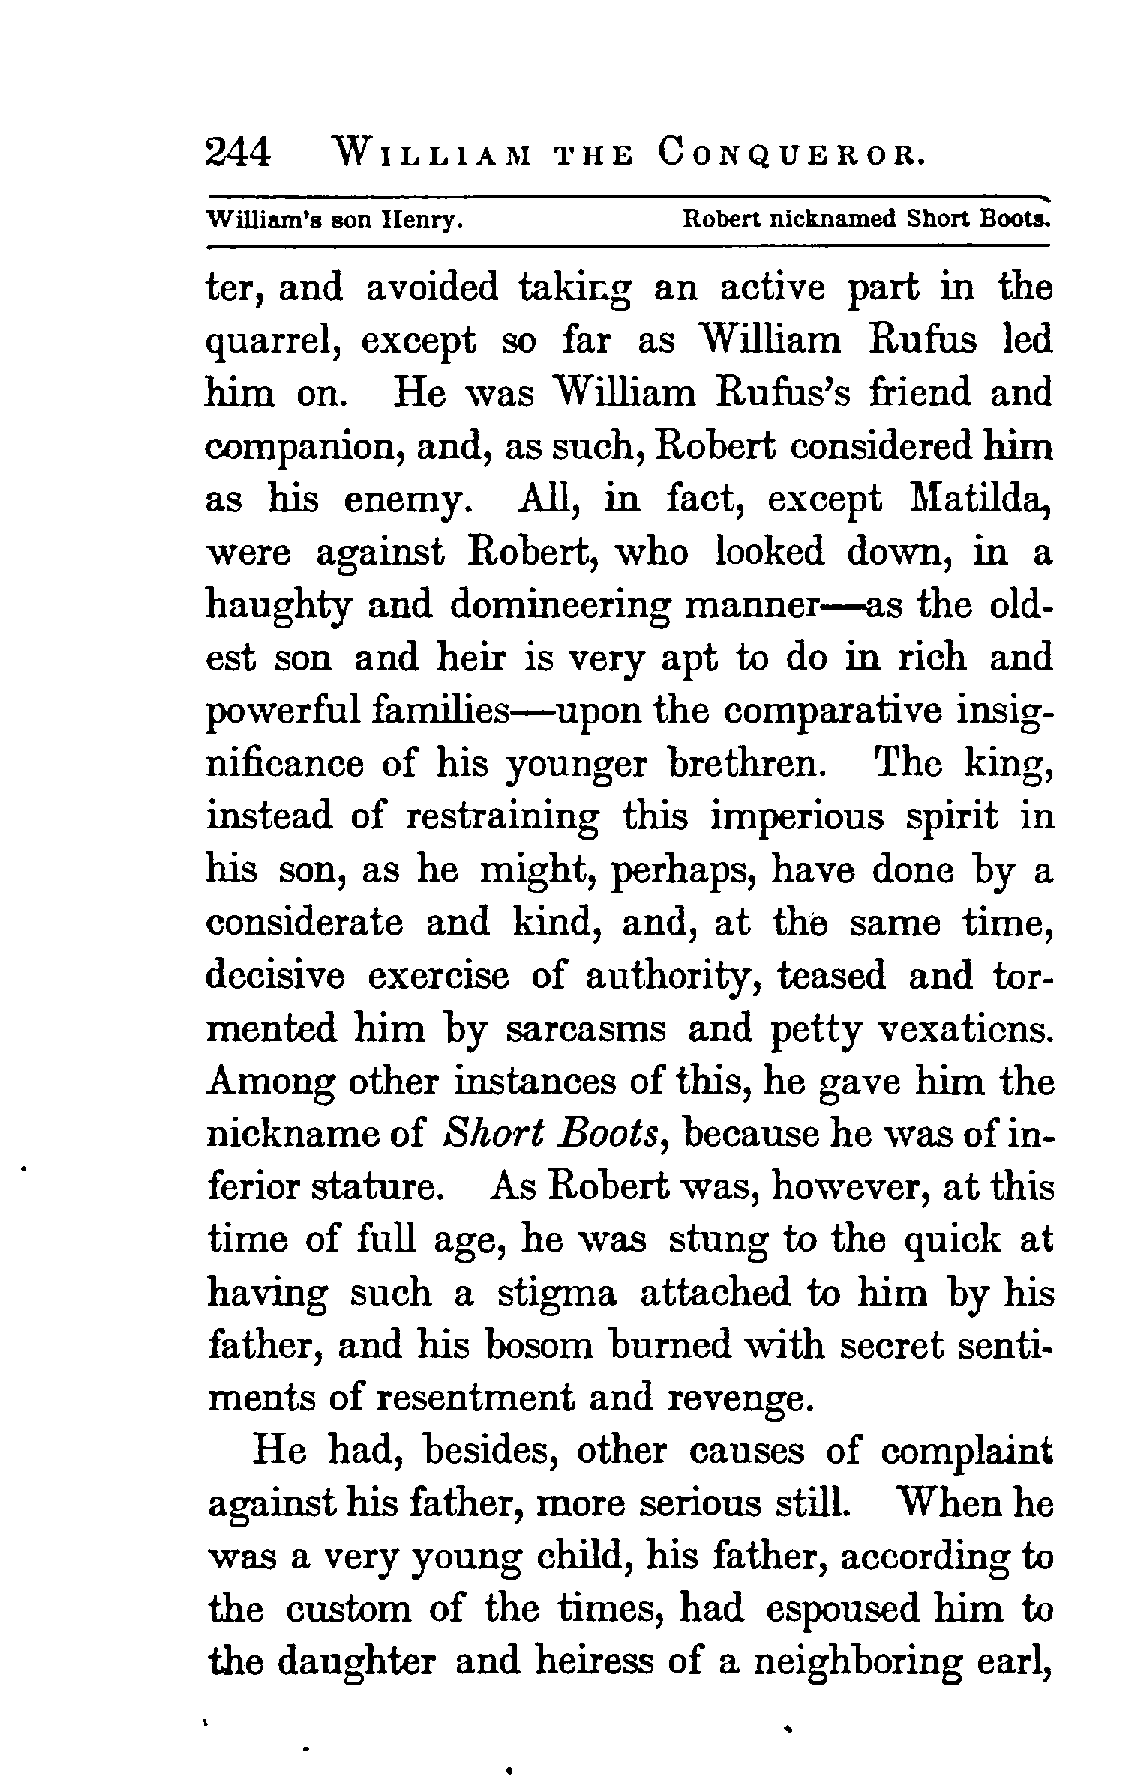 244 WILLIAM THE CONQUEROR.
William's son Henry. Robert nicknamed Short Boots.
ter, and avoided taking an active part in the
quarrel, except so far as William Rufus led
him on. He was William Rufus's friend and
companion, and, as such, Robert considered him
as his enemy. All, in fact, except Matilda,
were against Robert, who looked down, in a
haughty and domineering manner—as the old-
est son and heir is very apt to do in rich and
powerful families—upon the comparative insig-
nificance of his younger brethren. The king,
instead of restraining this imperious spirit in
his son, as he might, perhaps, have done by a
considerate and kind, and, at the same time,
decisive exercise of authority, teased and tor-
mented him by sarcasms and petty vexations.
Among other instances of this, he gave him the
nickname of Short Boots, because he was of in-
ferior stature. As Robert was, however, at this
time of full age, he was stung to the quick at
having such a stigma attached to him by his
father, and his bosom burned with secret senti-
ments of resentment and revenge.
He had, besides, other causes of complaint
against his father, more serious still. When he
was a very young child, his father, according to
the custom of the times, had espoused him to
the daughter and heiress of a neighboring earl,